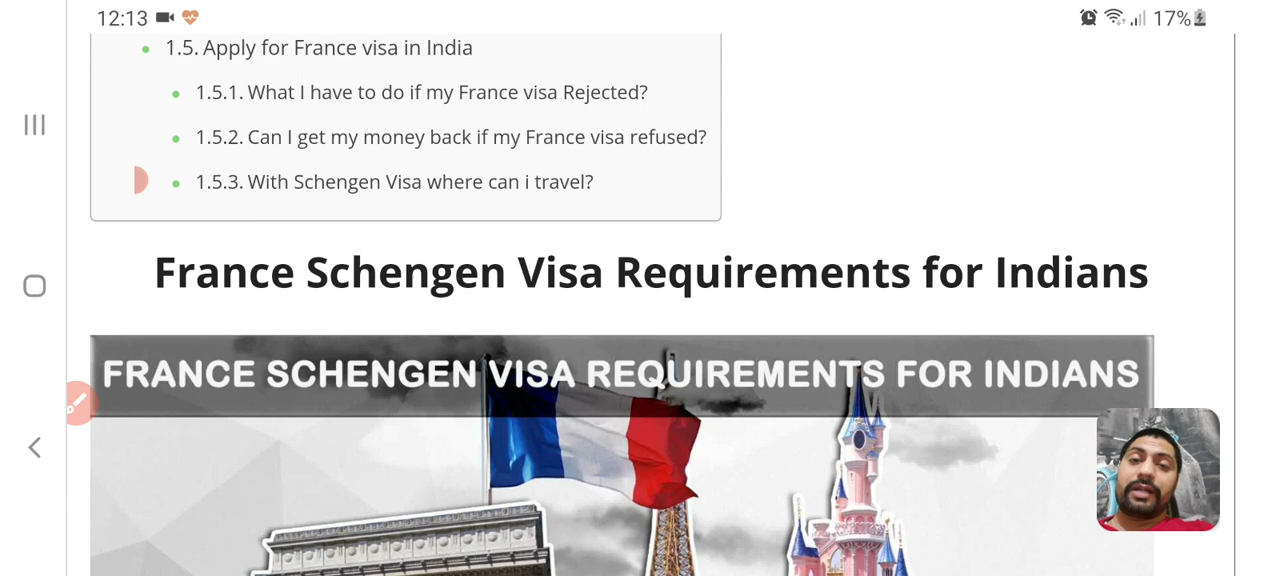 12:13 17%
1.5. Apply for France visa in India
1.5.1. What I have to do if my France visa Rejected?
1.5.2. Can I get my money back if my France visa refused?
1.5.3. With Schengen Visa where can i travel?
France Schengen Visa Requirements for Indians
FRANCE SCHENGEN VISA REQUIREMENTS FOR INDIANS